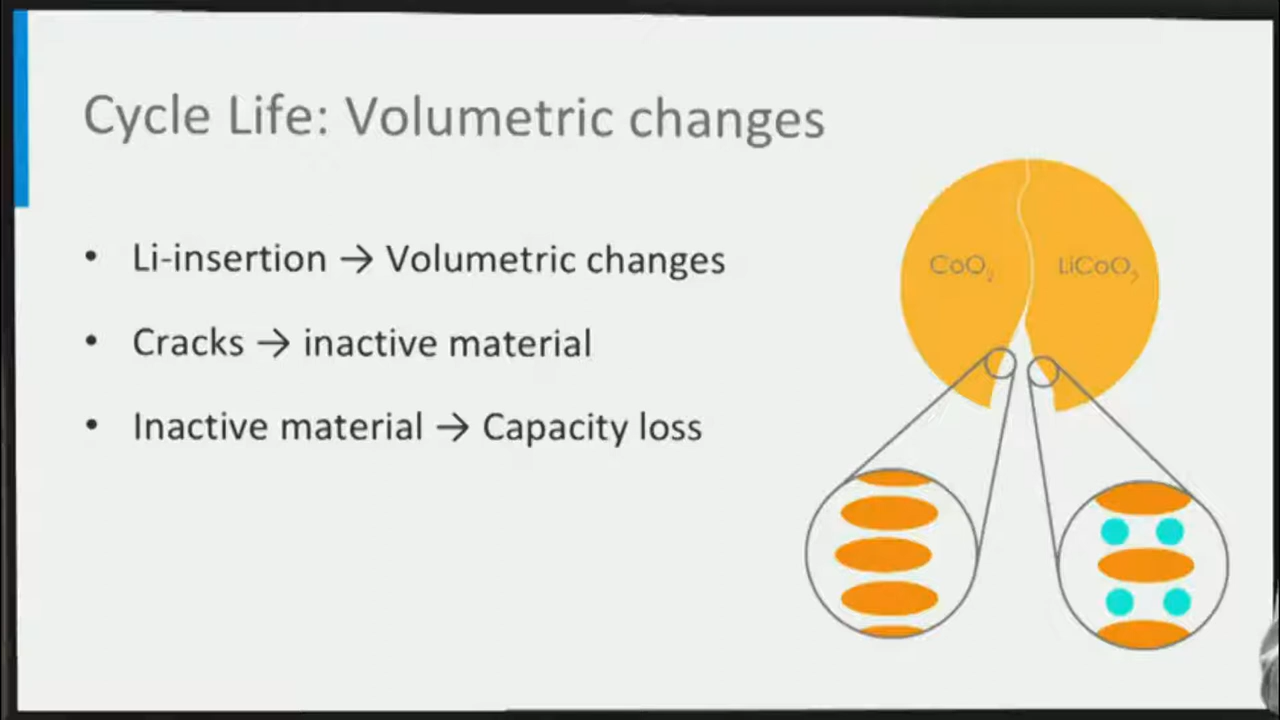 Cycle Life: Volumetric changes
• Li-insertion → Volumetric changes
• Cracks → inactive material
• Inactive material → Capacity loss
CoO₂
LiCoO₂